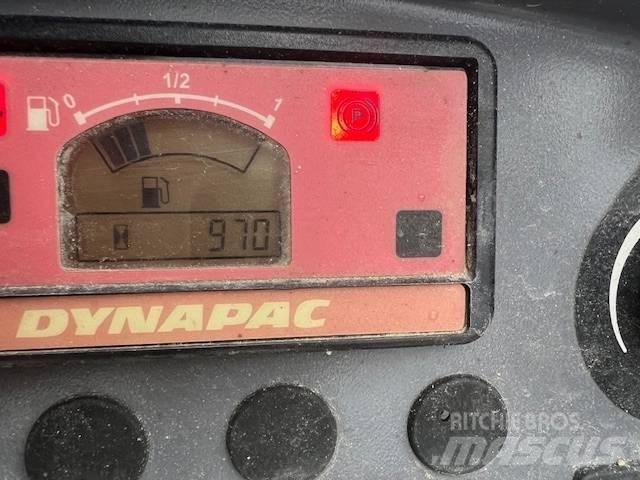 1/2
0 1
P
970
DYNAPAC
RITCHIE BROS.
mascus